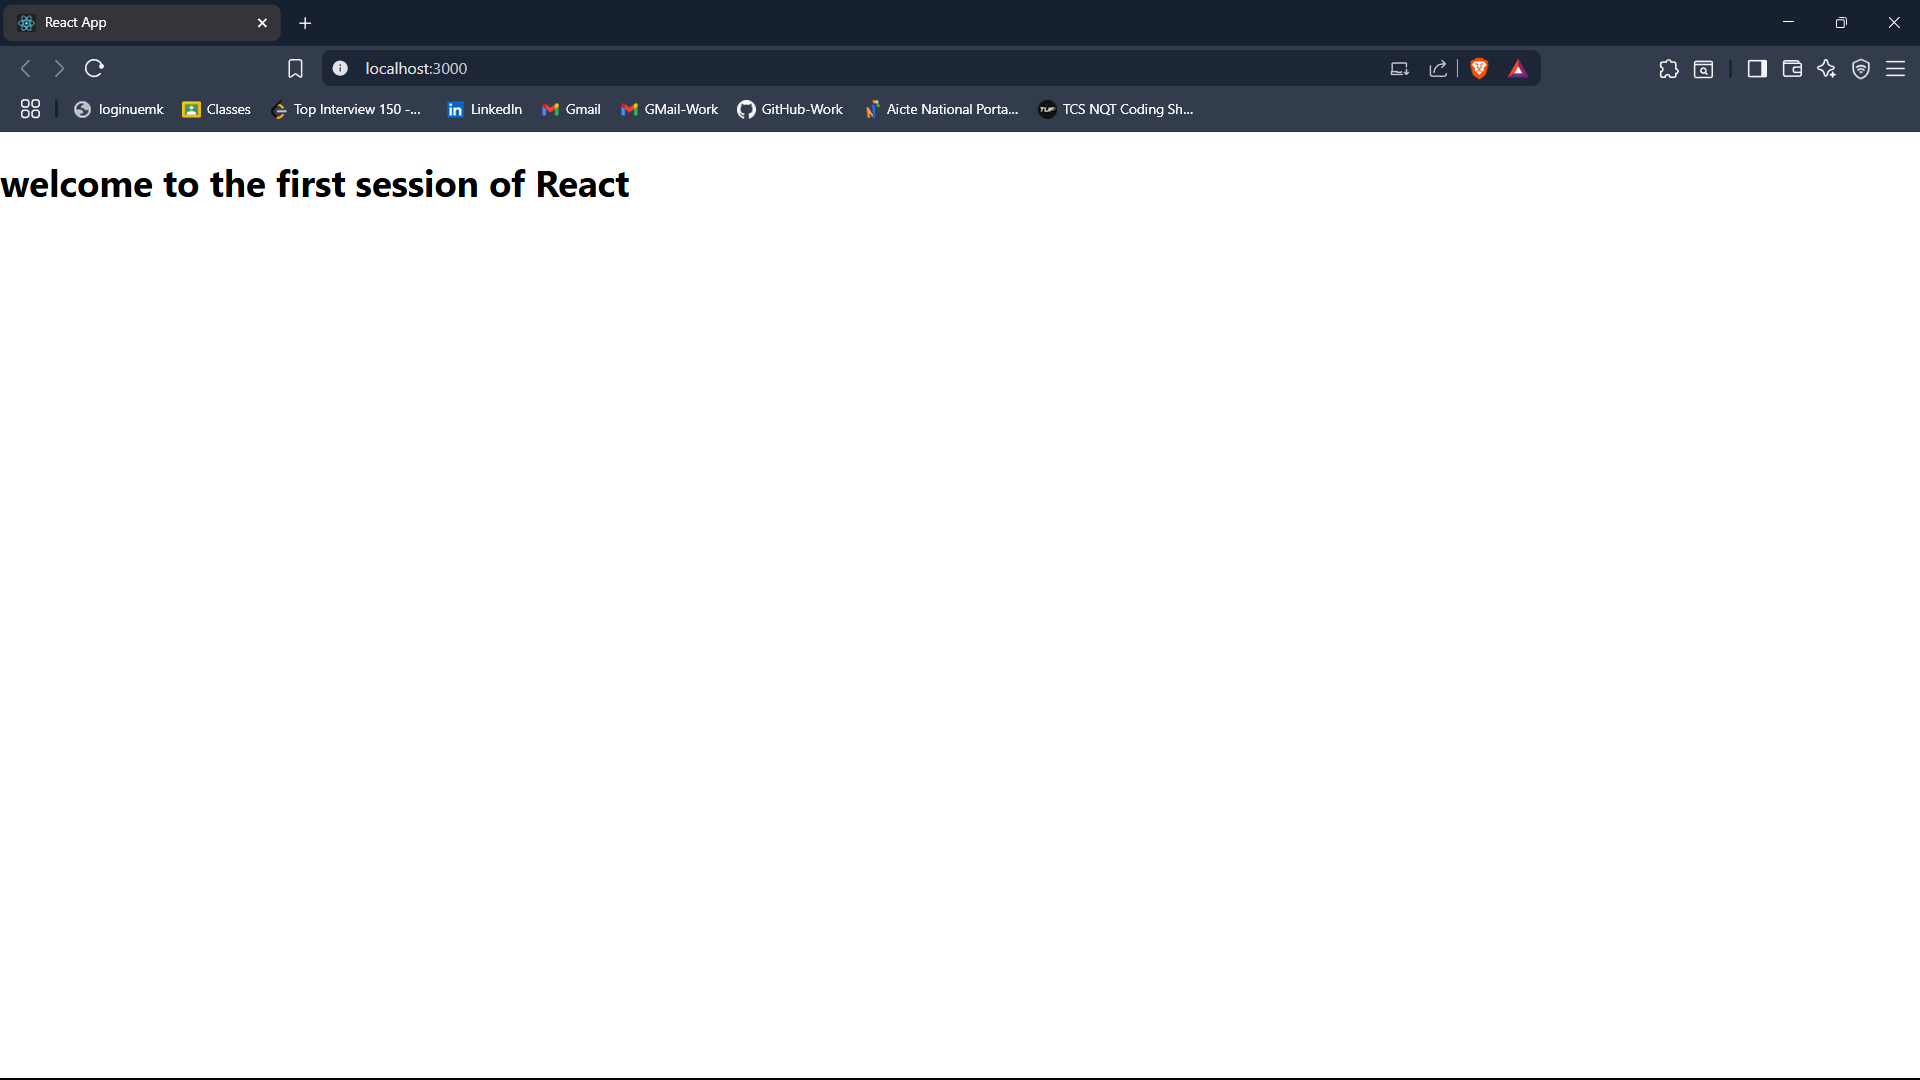 React App
localhost:3000
loginuemk
Classes
Top Interview 150 -...
LinkedIn
Gmail
GMail-Work
GitHub-Work
Aicte National Porta...
TUF
TCS NQT Coding Sh...
welcome to the first session of React